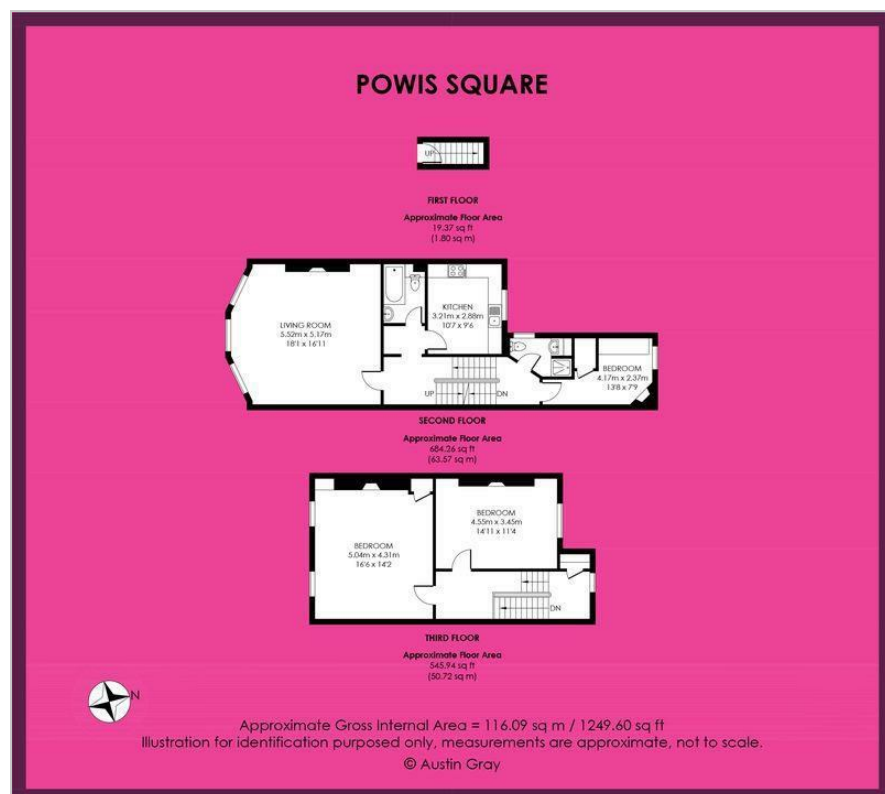 POWIS SQUARE
UP
FIRST FLOOR
Approximate Floor Area
19.37 sq ft
(1.80 sq m)
LIVING ROOM
5.52m x 5.17m
18'1 x 16'11
KITCHEN
3.21m x 2.88m
10'7 x 9'6
BEDROOM
4.17m x 2.37m
13'8 x 7'9
UP
DN
SECOND FLOOR
Approximate Floor Area
684.26 sq ft
(63.57 sq m)
BEDROOM
5.04m x 4.31m
16'6 x 14'2
BEDROOM
4.55m x 3.45m
14'11 x 11'4
DN
THIRD FLOOR
Approximate Floor Area
545.94 sq ft
(50.72 sq m)
N
Approximate Gross Internal Area = 116.09 sq m / 1249.60 sq ft
Illustration for identification purposed only, measurements are approximate, not to scale.
© Austin Gray